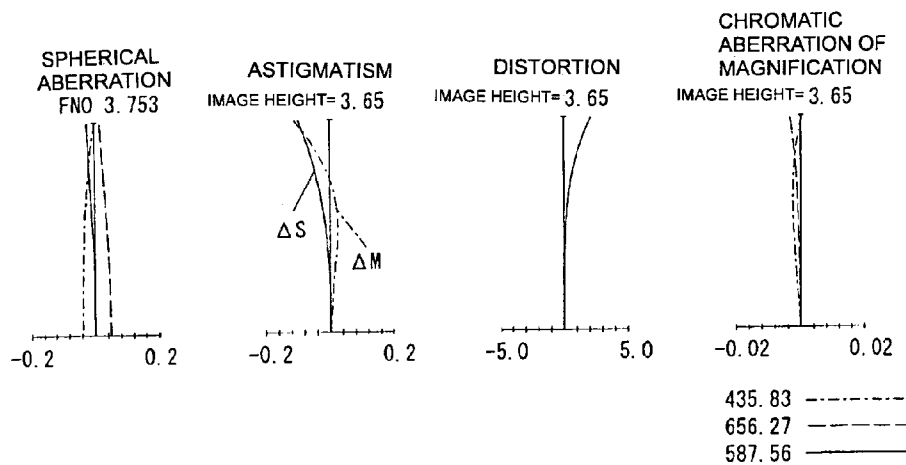 SPHERICAL
ABERRATION
FNO 3.753
-0.2 0.2
ASTIGMATISM
IMAGE HEIGHT= 3.65
ΔS
ΔM
-0.2 0.2
DISTORTION
IMAGE HEIGHT= 3.65
-5.0 5.0
CHROMATIC
ABERRATION OF
MAGNIFICATION
IMAGE HEIGHT= 3.65
-0.02 0.02
435.83
656.27
587.56